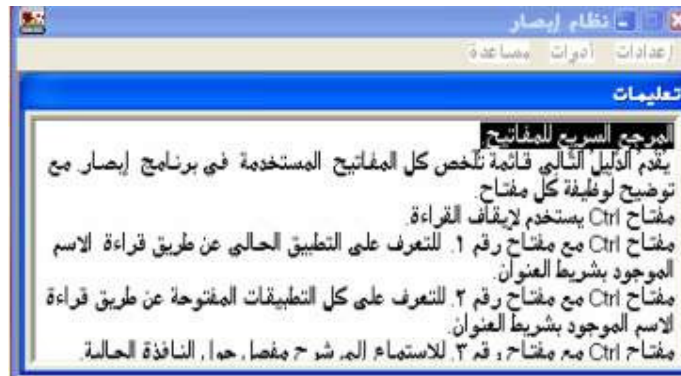 نظام إبصار
إعدادات أدوات مساعدة
تعليمات
المرجع السريع للمفاتيح
يقدم الدليل التالي قائمة تلخص كل المفاتيح المستخدمة في برنامج إبصار مع
توضيح لوظيفة كل مفتاح.
مفتاح Ctrl يستخدم لإيقاف القراءة.
مفتاح Ctrl مع مفتاح رقم ١. للتعرف على التطبيق الحالى عن طريق قراءة الاسم
الموجود بشريط العنوان.
مفتاح Ctrl مع مفتاح رقم ٢. للتعرف على كل التطبيقات المفتوحة عن طريق قراءة
الاسم الموجود بشريط العنوان.
مفتاح Ctrl مع مفتاح رقم ٣. للاستماع إلى شرح مفصل حول النافذة الحالية.